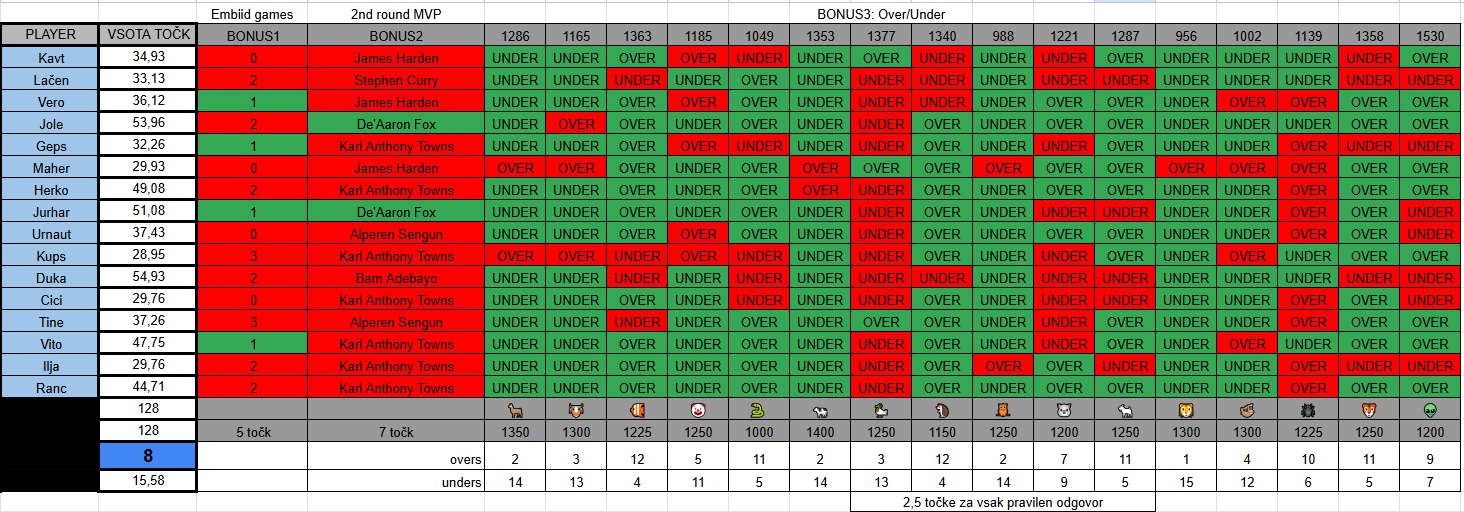 Embiid games 2nd round MVP BONUS3: Over/Under
PLAYER VSOTA TOČK BONUS1 BONUS2 1286 1165 1363 1185 1049 1353 1377 1340 988 1221 1287 956 1002 1139 1358 1530
Kavt 34,93 0 James Harden UNDER UNDER OVER OVER UNDER UNDER OVER UNDER UNDER UNDER OVER UNDER UNDER UNDER UNDER OVER
Lačen 33,13 2 Stephen Curry UNDER UNDER UNDER UNDER OVER UNDER UNDER UNDER UNDER UNDER UNDER UNDER UNDER UNDER UNDER UNDER
Vero 36,12 1 James Harden UNDER UNDER OVER OVER OVER UNDER UNDER UNDER UNDER OVER OVER UNDER OVER OVER OVER OVER
Jole 53,96 2 De'Aaron Fox UNDER OVER OVER UNDER OVER UNDER UNDER OVER UNDER OVER OVER UNDER UNDER UNDER OVER OVER
Geps 32,26 1 Karl Anthony Towns UNDER UNDER OVER OVER UNDER UNDER UNDER OVER UNDER UNDER OVER UNDER UNDER OVER UNDER UNDER
Maher 29,93 0 James Harden OVER OVER OVER UNDER OVER OVER OVER OVER OVER OVER OVER OVER OVER OVER OVER OVER
Herko 49,08 2 Karl Anthony Towns UNDER UNDER OVER UNDER OVER OVER UNDER OVER UNDER OVER OVER UNDER UNDER OVER OVER OVER
Jurhar 51,08 1 De'Aaron Fox UNDER UNDER OVER UNDER OVER UNDER UNDER OVER UNDER UNDER UNDER UNDER UNDER OVER OVER UNDER
Urnaut 37,43 0 Alperen Sengun UNDER UNDER OVER OVER OVER UNDER UNDER OVER UNDER OVER OVER UNDER UNDER OVER OVER UNDER
Kups 28,95 3 Karl Anthony Towns OVER OVER UNDER OVER UNDER UNDER UNDER OVER UNDER UNDER OVER UNDER OVER UNDER OVER OVER
Duka 54,93 2 Bam Adebayo UNDER UNDER UNDER UNDER OVER UNDER UNDER UNDER UNDER OVER UNDER UNDER UNDER UNDER UNDER UNDER
Cici 29,76 0 Karl Anthony Towns UNDER UNDER OVER UNDER UNDER UNDER UNDER OVER UNDER UNDER UNDER UNDER UNDER OVER OVER UNDER
Tine 37,26 3 Alperen Sengun UNDER UNDER UNDER UNDER OVER UNDER OVER OVER UNDER UNDER OVER UNDER UNDER OVER OVER OVER
Vito 47,75 1 Karl Anthony Towns UNDER UNDER OVER UNDER OVER UNDER UNDER OVER UNDER UNDER OVER UNDER OVER UNDER OVER OVER
Ilja 29,76 2 Karl Anthony Towns UNDER UNDER OVER UNDER UNDER UNDER UNDER OVER OVER OVER UNDER UNDER UNDER OVER UNDER UNDER
Ranc 44,71 2 Karl Anthony Towns UNDER UNDER OVER UNDER OVER UNDER UNDER OVER UNDER UNDER OVER UNDER UNDER OVER OVER OVER
128
128 5 točk 7 točk 1350 1300 1225 1250 1000 1400 1250 1150 1250 1200 1250 1300 1300 1225 1250 1200
8 overs 2 3 12 5 11 2 3 12 2 7 11 1 4 10 11 9
15,58 unders 14 13 4 11 5 14 13 4 14 9 5 15 12 6 5 7
2,5 točke za vsak pravilen odgovor